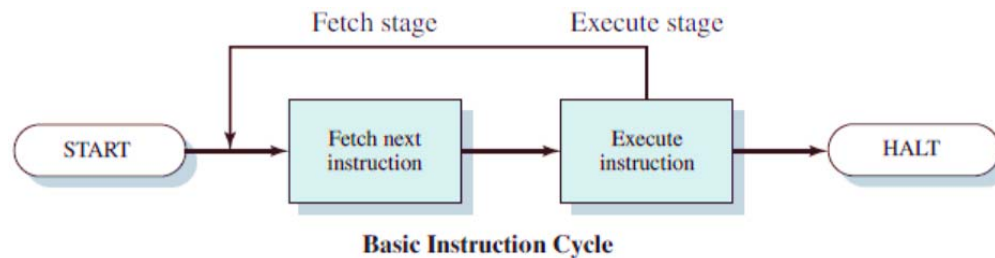 Fetch stage
Execute stage
START
Fetch next
instruction
Execute
instruction
HALT
Basic Instruction Cycle